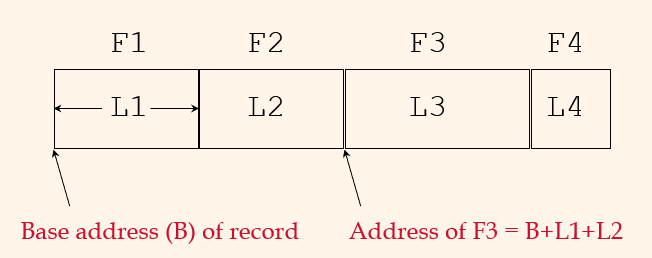 F1 F2 F3 F4
L1 L2 L3 L4
Base address (B) of record Address of F3 = B+L1+L2